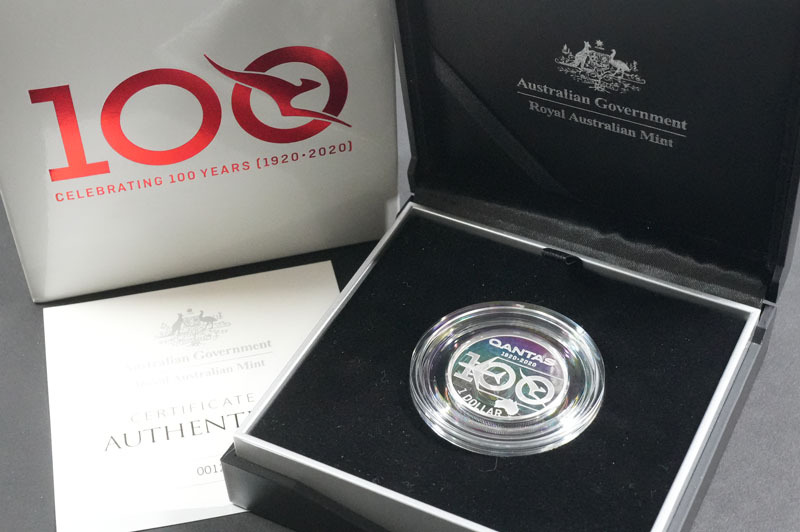 100
CELEBRATING 100 YEARS (1920·2020)
Australian Government
Royal Australian Mint
Australian Government
Royal Australian Mint
CERTIFICATE
QANTAS
1920·2020
100
1 DOLLAR